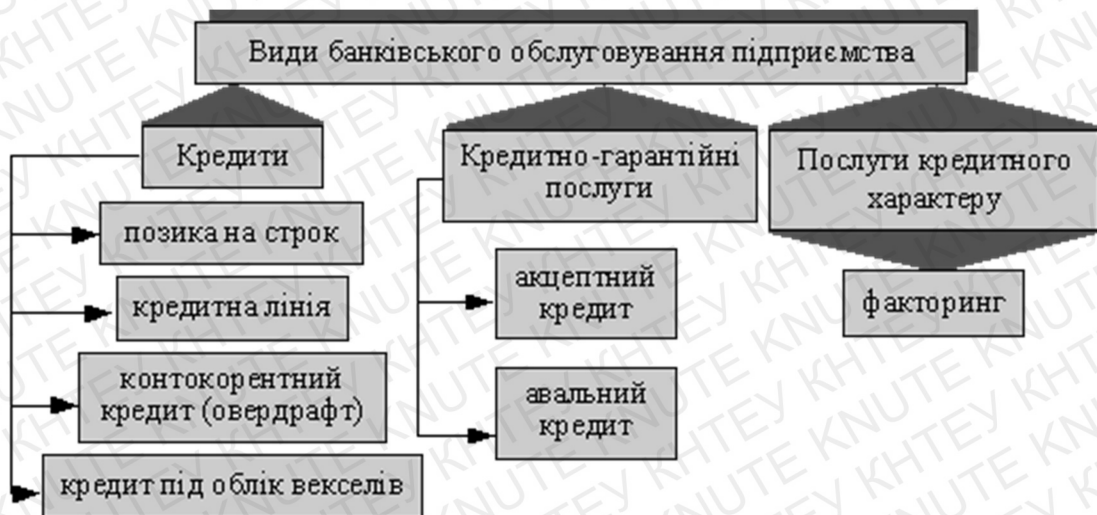 Види банківського обслуговування підприємства
Кредити
позика на строк
кредитна лінія
контокорентний
кредит (овердрафт)
кредит під облік векселів
Кредитно-гарантійні
послуги
акцептний
кредит
авальний
кредит
Послуги кредитного
характеру
факторинг